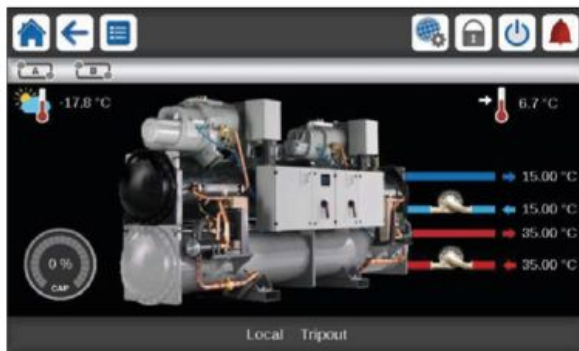 A B
-17.8 °C
6.7 °C
15.00 °C
15.00 °C
35.00 °C
35.00 °C
0 %
CAP
Local Tripout